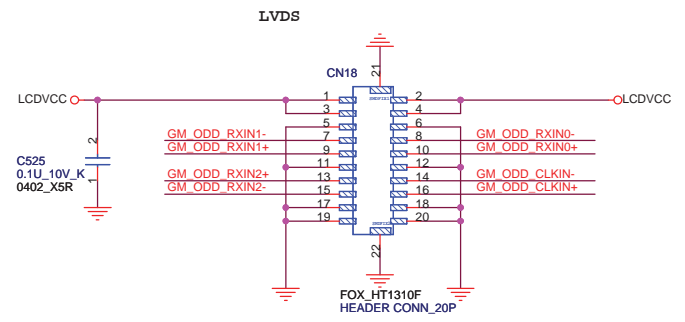 LVDS
21
CN18
LCDVCC
1
2
LCDVCC
3
4
5
6
GM_ODD_RXIN1-
7
8
GM_ODD_RXIN0-
GM_ODD_RXIN1+
9
10
GM_ODD_RXIN0+
11
12
GM_ODD_RXIN2+
13
14
GM_ODD_CLKIN-
GM_ODD_RXIN2-
15
16
GM_ODD_CLKIN+
17
18
19
20
2
C525
0.1U_10V_K
0402_X5R
1
22
FOX_HT1310F
HEADER CONN_20P